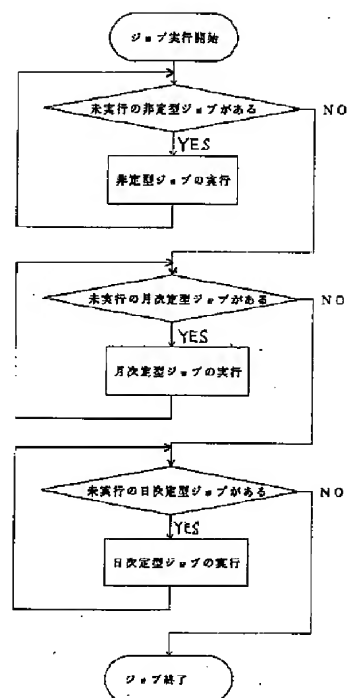 ジョブ実行開始
未実行の非定型ジョブがある
NO
YES
非定型ジョブの実行
未実行の月次定型ジョブがある
NO
YES
月次定型ジョブの実行
未実行の日次定型ジョブがある
NO
YES
日次定型ジョブの実行
ジョブ終了